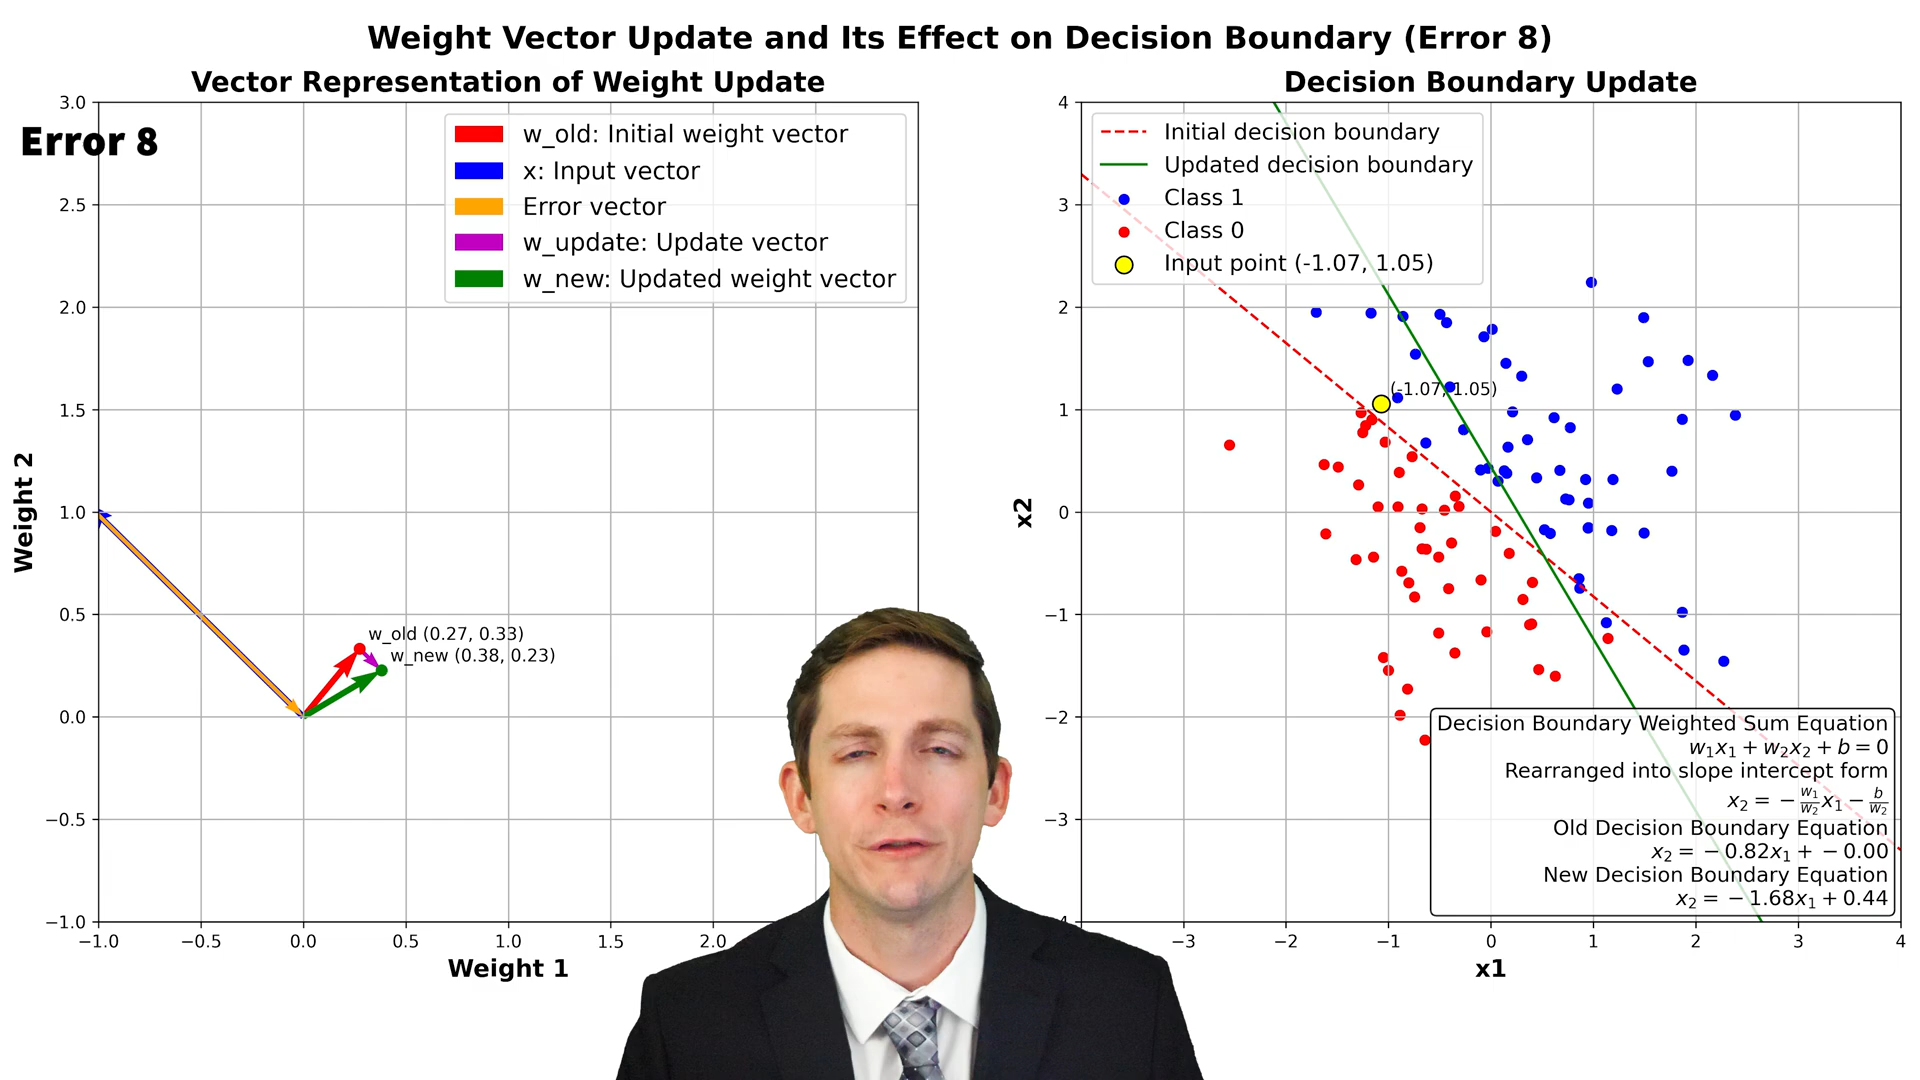 Weight Vector Update and Its Effect on Decision Boundary (Error 8)
Vector Representation of Weight Update
Error 8
w_old: Initial weight vector
x: Input vector
Error vector
w_update: Update vector
w_new: Updated weight vector
3.0
2.5
2.0
1.5
1.0
0.5
0.0
−0.5
−1.0
Weight 2
w_old (0.27, 0.33)
w_new (0.38, 0.23)
−1.0 −0.5 0.0 0.5 1.0 1.5 2.0
Weight 1
Decision Boundary Update
Initial decision boundary
Updated decision boundary
Class 1
Class 0
Input point (-1.07, 1.05)
4
3
2
1
0
−1
−2
−3
4
x2
(-1.07, 1.05)
Decision Boundary Weighted Sum Equation
w₁x₁ + w₂x₂ + b = 0
Rearranged into slope intercept form
x₂ = − w₁/w₂ x₁ − b/w₂
Old Decision Boundary Equation
x₂ = −0.82x₁ + −0.00
New Decision Boundary Equation
x₂ = −1.68x₁ + 0.44
−3 −2 −1 0 1 2 3 4
x1